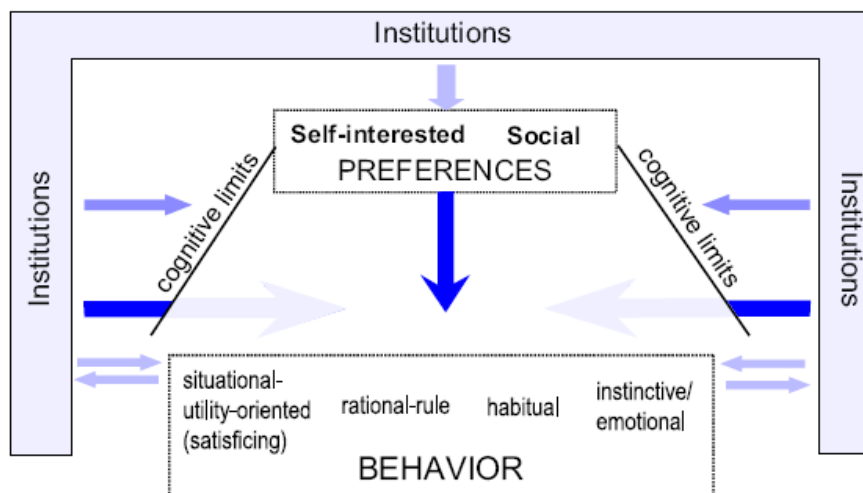 Institutions
Self-interested Social
PREFERENCES
cognitive limits
cognitive limits
Institutions
Institutions
situational-
utility-oriented
(satisficing)
rational-rule
habitual
instinctive/
emotional
BEHAVIOR